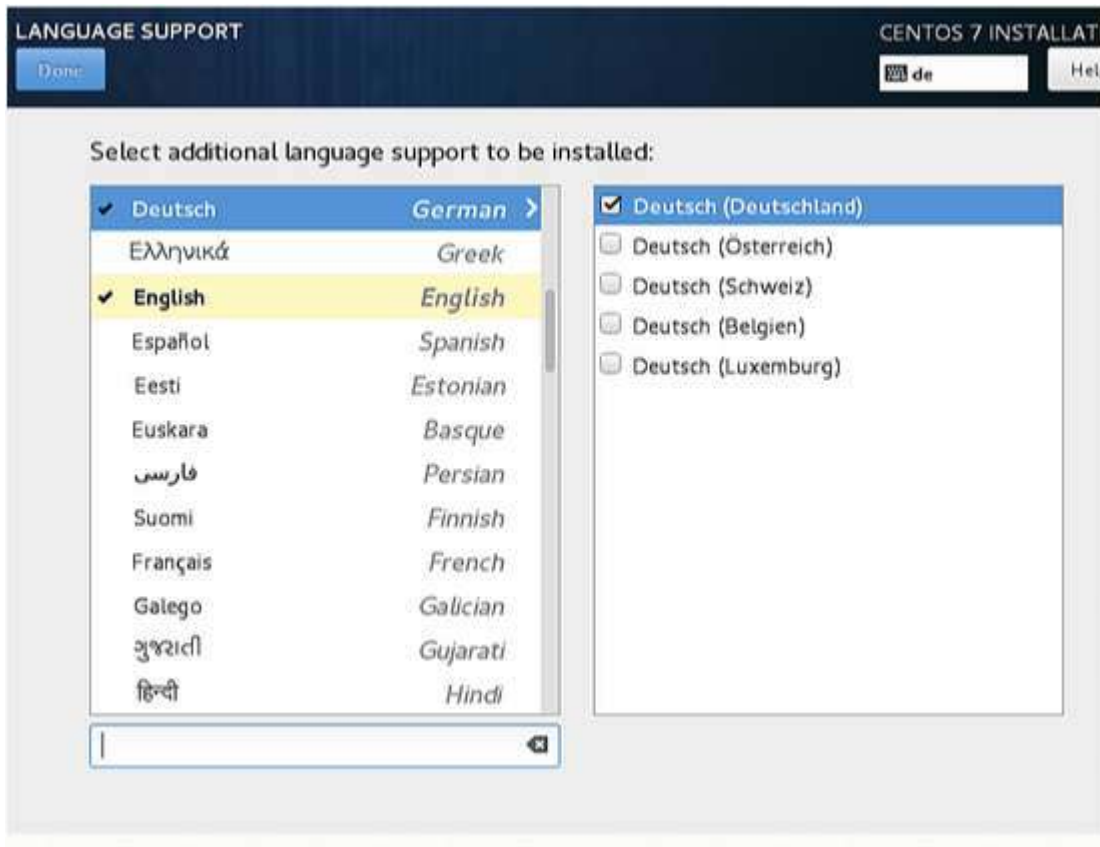 LANGUAGE SUPPORT
CENTOS 7 INSTALLAT
Done
de
Hel
Select additional language support to be installed:
Deutsch German
Ελληνικά Greek
English English
Español Spanish
Eesti Estonian
Euskara Basque
فارسی Persian
Suomi Finnish
Français French
Galego Galician
ગુજરાતી Gujarati
हिन्दी Hindi
Deutsch (Deutschland)
Deutsch (Österreich)
Deutsch (Schweiz)
Deutsch (Belgien)
Deutsch (Luxemburg)